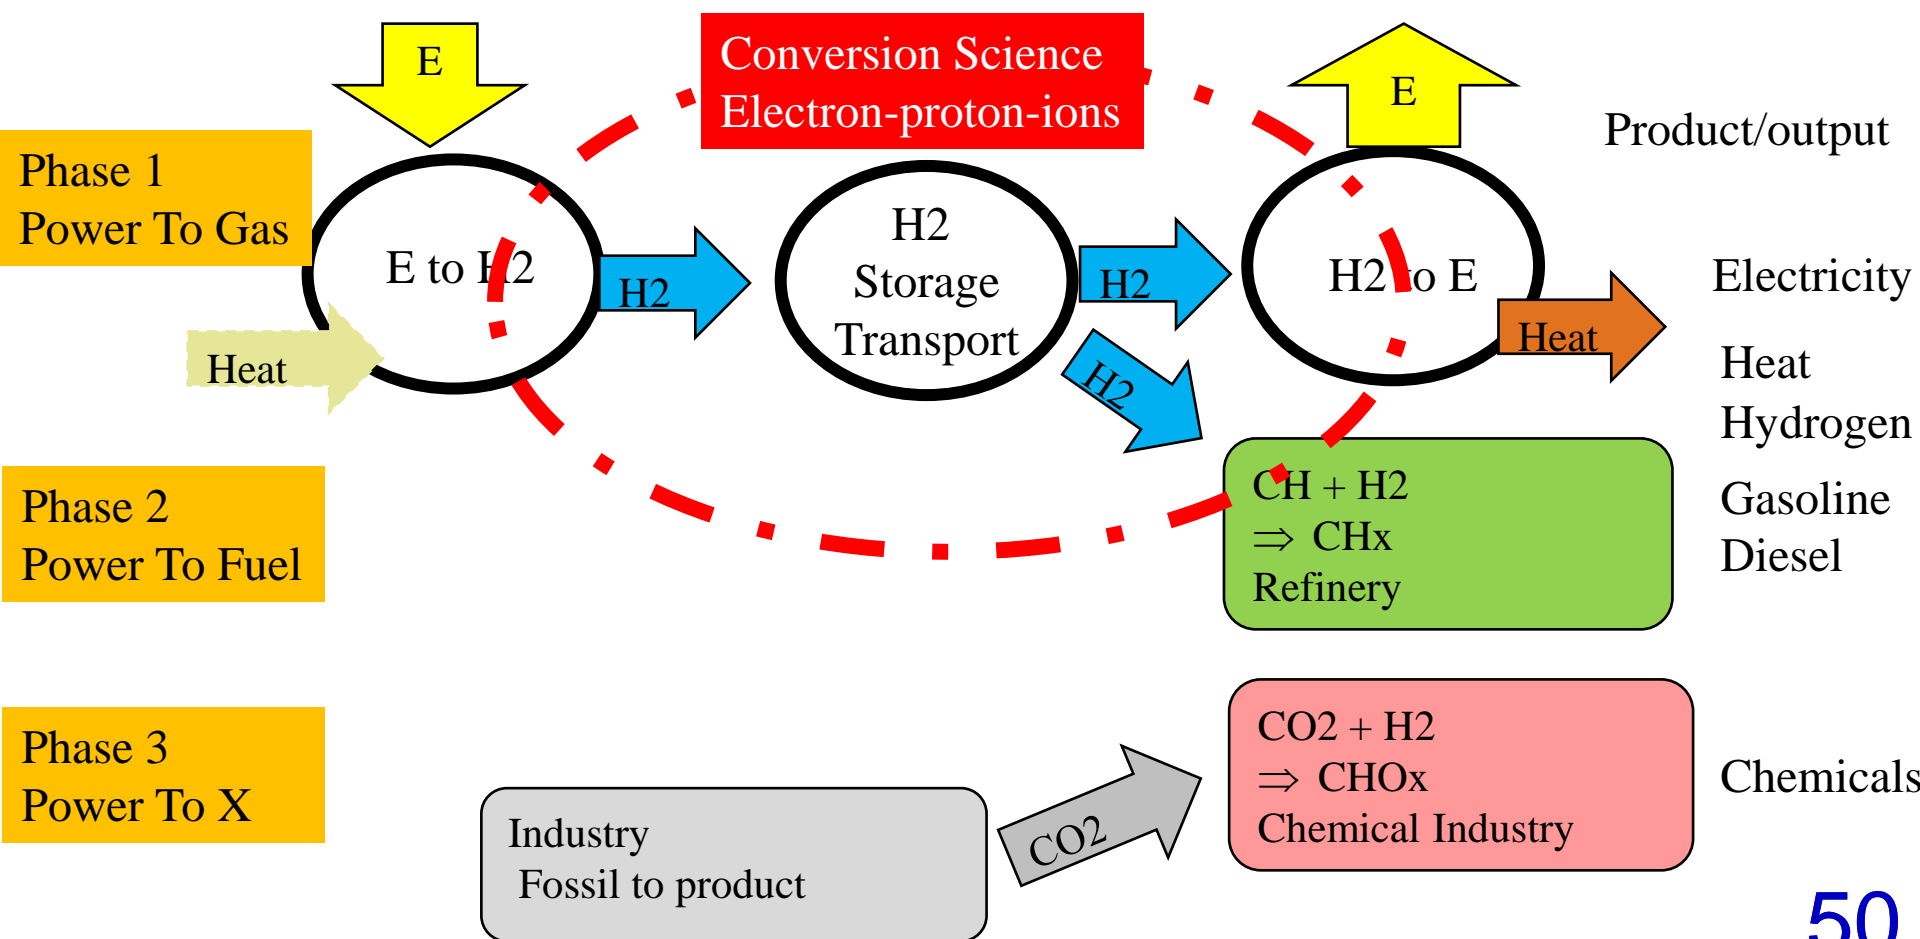 E
Conversion Science
Electron-proton-ions
E
Product/output
Phase 1
Power To Gas
E to H2
H2
H2
Storage
Transport
H2
H2 to E
Electricity
Heat
Heat
H2
Heat
Hydrogen
Phase 2
Power To Fuel
CH + H2
⇒ CHx
Refinery
Gasoline
Diesel
Phase 3
Power To X
Industry
Fossil to product
CO2
CO2 + H2
⇒ CHOx
Chemical Industry
Chemicals
50